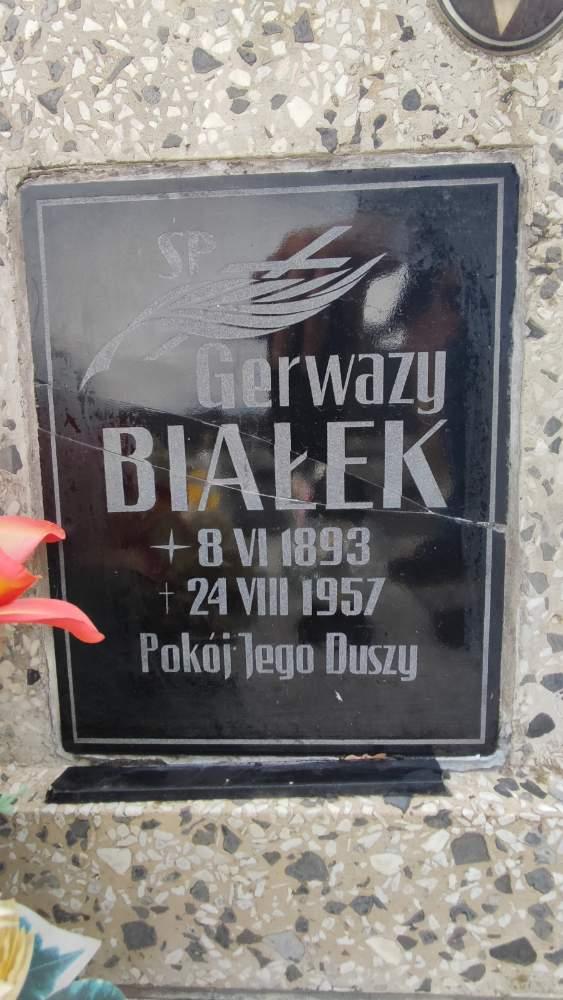 SP
Gerwazy
BIAŁEK
8 VI 1893
† 24 VIII 1957
Pokój Jego Duszy